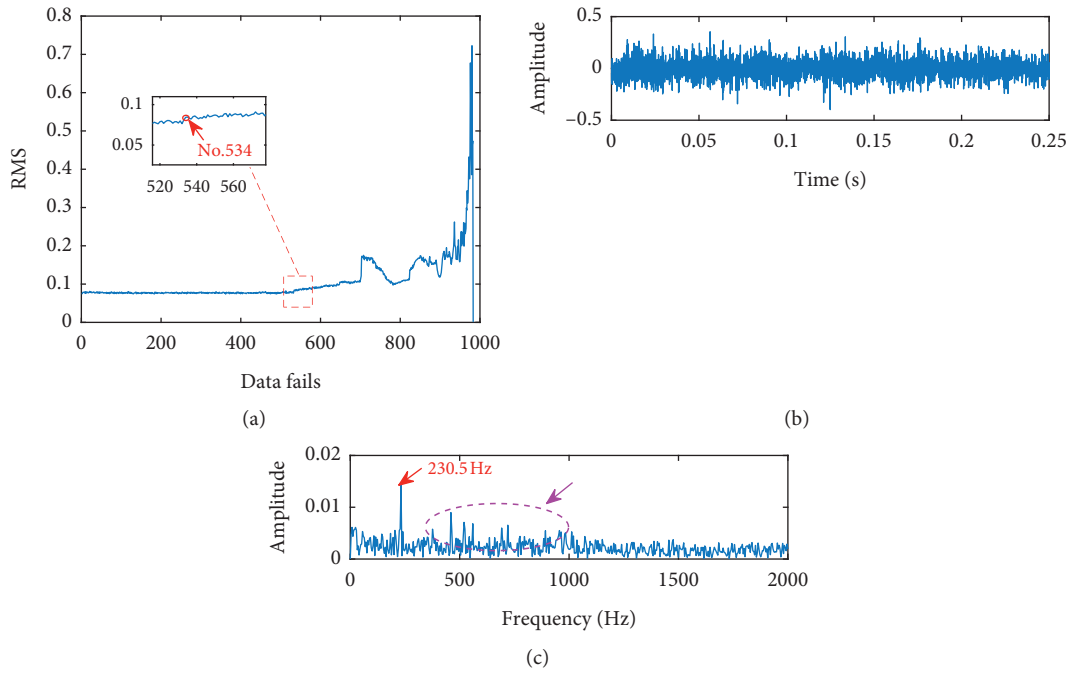 0.8
0.7
0.6
0.5
0.4
0.3
0.2
0.1
0
RMS
0.1
0.05
No.534
520 540 560
0 200 400 600 800 1000
Data fails
(a)
0.5
0
−0.5
Amplitude
0 0.05 0.1 0.15 0.2 0.25
Time (s)
(b)
0.02
0.01
0
Amplitude
230.5 Hz
0 500 1000 1500 2000
Frequency (Hz)
(c)